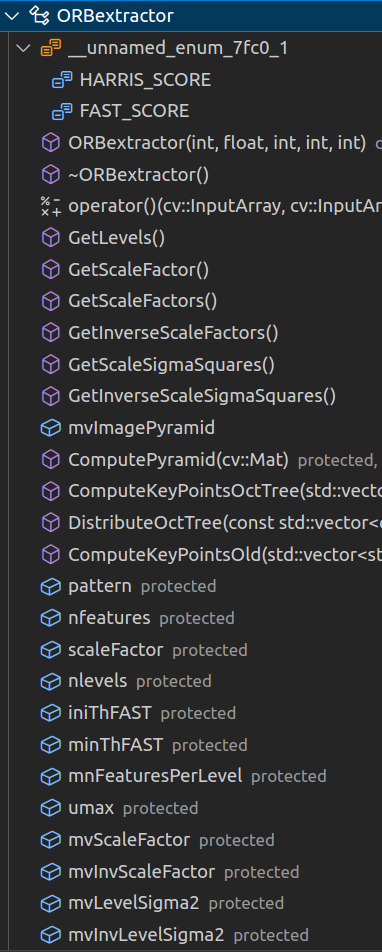 ORBextractor
__unnamed_enum_7fc0_1
HARRIS_SCORE
FAST_SCORE
ORBextractor(int, float, int, int, int)
~ORBextractor()
operator()(cv::InputArray, cv::InputAr
GetLevels()
GetScaleFactor()
GetScaleFactors()
GetInverseScaleFactors()
GetScaleSigmaSquares()
GetInverseScaleSigmaSquares()
mvImagePyramid
ComputePyramid(cv::Mat) protected,
ComputeKeyPointsOctTree(std::vecto
DistributeOctTree(const std::vector<
ComputeKeyPointsOld(std::vector<st
pattern protected
nfeatures protected
scaleFactor protected
nlevels protected
iniThFAST protected
minThFAST protected
mnFeaturesPerLevel protected
umax protected
mvScaleFactor protected
mvInvScaleFactor protected
mvLevelSigma2 protected
mvInvLevelSigma2 protected